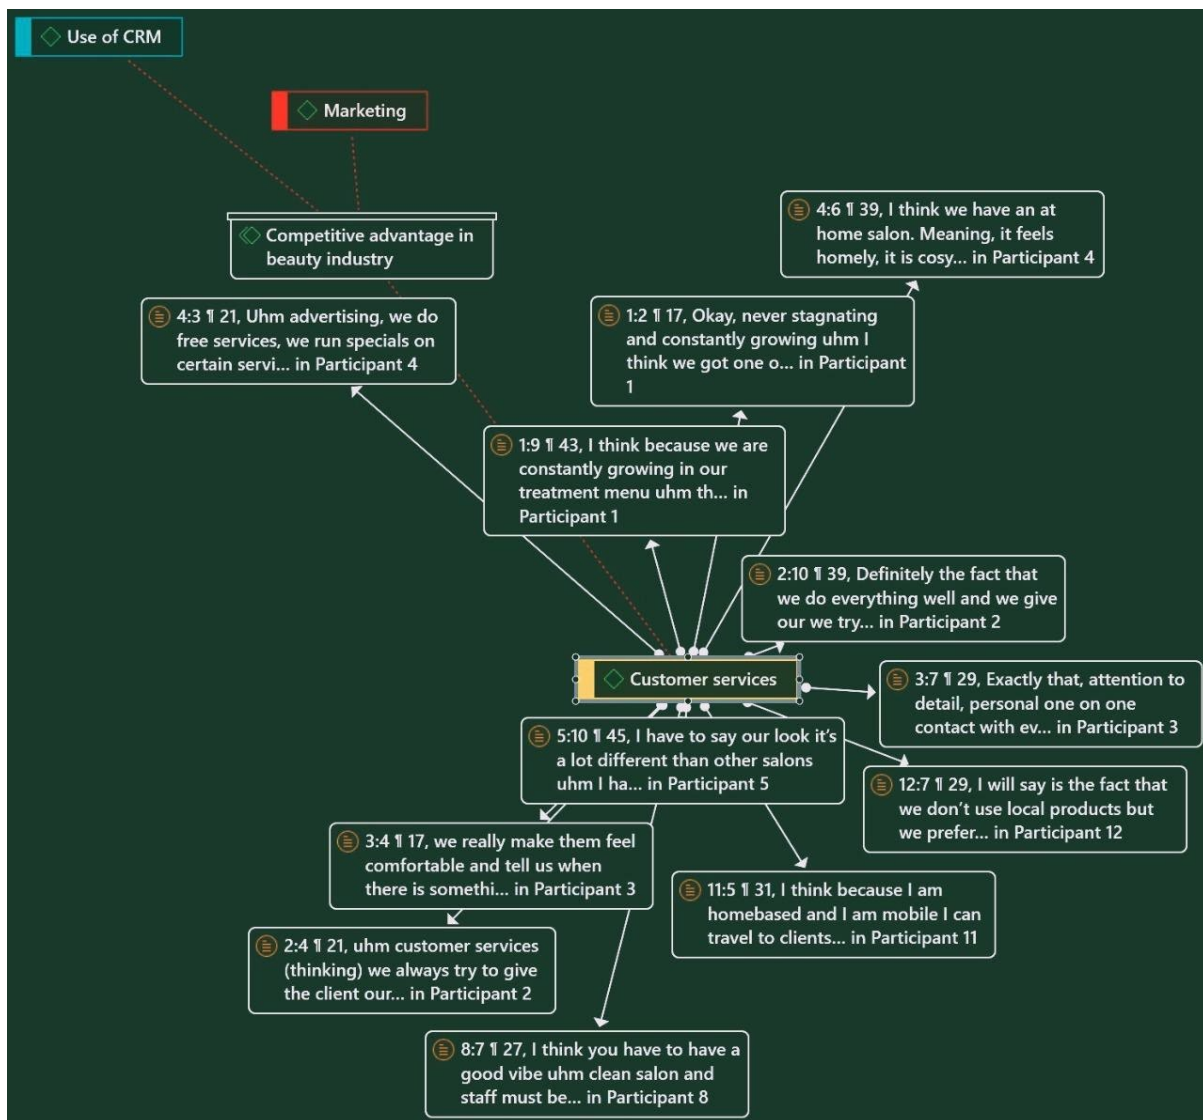 Use of CRM
Marketing
Competitive advantage in
beauty industry
4:6 ¶ 39, I think we have an at
home salon. Meaning, it feels
homely, it is cosy... in Participant 4
4:3 ¶ 21, Uhm advertising, we do
free services, we run specials on
certain servi... in Participant 4
1:2 ¶ 17, Okay, never stagnating
and constantly growing uhm I
think we got one o... in Participant
1
1:9 ¶ 43, I think because we are
constantly growing in our
treatment menu uhm th... in
Participant 1
2:10 ¶ 39, Definitely the fact that
we do everything well and we give
our we try... in Participant 2
Customer services
3:7 ¶ 29, Exactly that, attention to
detail, personal one on one
contact with ev... in Participant 3
5:10 ¶ 45, I have to say our look it’s
a lot different than other salons
uhm I ha... in Participant 5
12:7 ¶ 29, I will say is the fact that
we don’t use local products but
we prefer... in Participant 12
3:4 ¶ 17, we really make them feel
comfortable and tell us when
there is somethi... in Participant 3
11:5 ¶ 31, I think because I am
homebased and I am mobile I can
travel to clients... in Participant 11
2:4 ¶ 21, uhm customer services
(thinking) we always try to give
the client our... in Participant 2
8:7 ¶ 27, I think you have to have a
good vibe uhm clean salon and
staff must be... in Participant 8